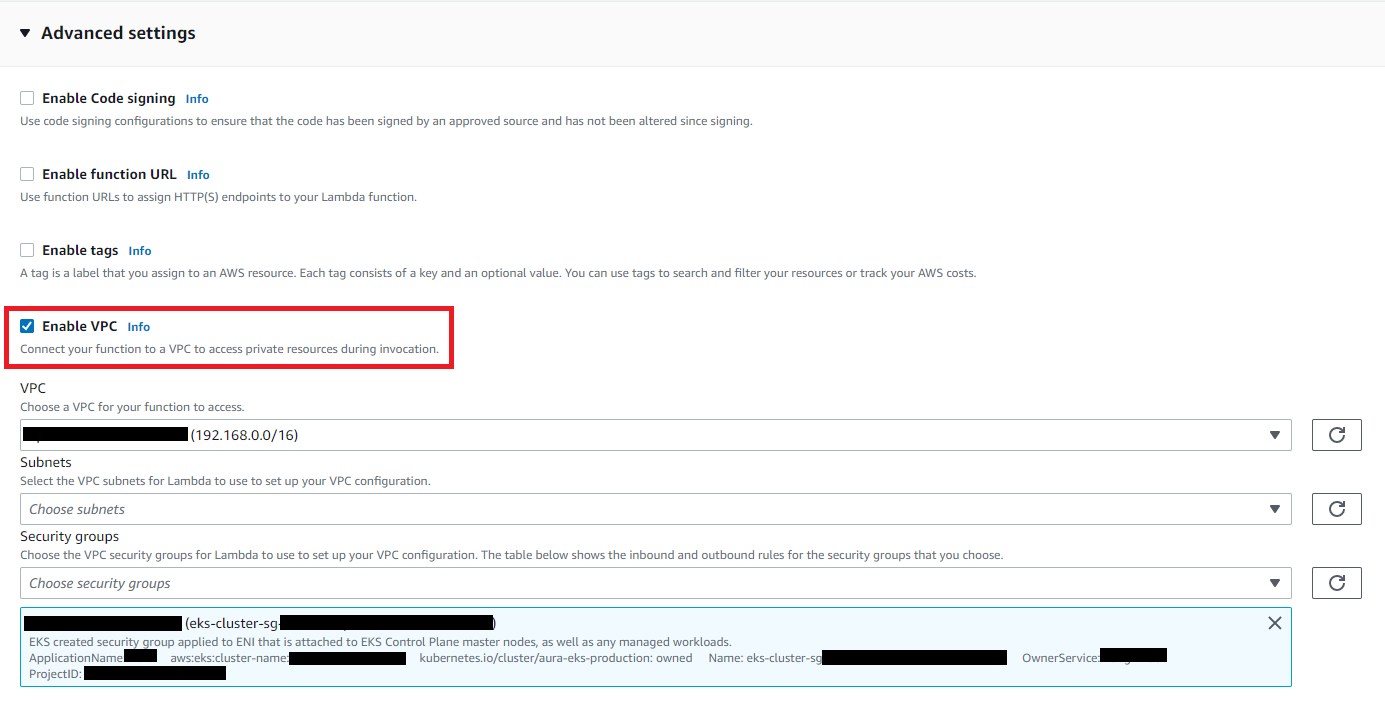 Advanced settings
Enable Code signing Info
Use code signing configurations to ensure that the code has been signed by an approved source and has not been altered since signing.
Enable function URL Info
Use function URLs to assign HTTP(S) endpoints to your Lambda function.
Enable tags Info
A tag is a label that you assign to an AWS resource. Each tag consists of a key and an optional value. You can use tags to search and filter your resources or track your AWS costs.
Enable VPC Info
Connect your function to a VPC to access private resources during invocation.
VPC
Choose a VPC for your function to access.
(192.168.0.0/16)
Subnets
Select the VPC subnets for Lambda to use to set up your VPC configuration.
Choose subnets
Security groups
Choose the VPC security groups for Lambda to use to set up your VPC configuration. The table below shows the inbound and outbound rules for the security groups that you choose.
Choose security groups
(eks-cluster-sg- )
EKS created security group applied to ENI that is attached to EKS Control Plane master nodes, as well as any managed workloads.
ApplicationName: aws:eks:cluster-name: kubernetes.io/cluster/aura-eks-production: owned Name: eks-cluster-sg OwnerService:
ProjectID: